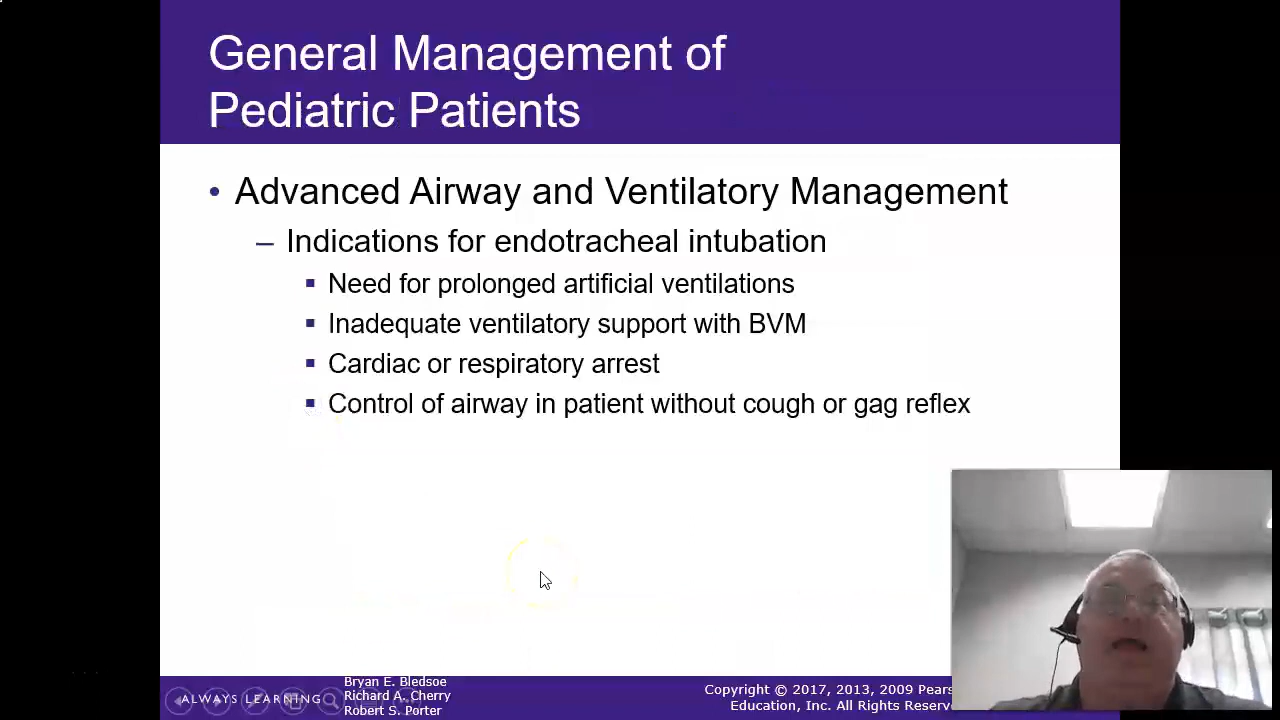 General Management of
Pediatric Patients
• Advanced Airway and Ventilatory Management
– Indications for endotracheal intubation
▪ Need for prolonged artificial ventilations
▪ Inadequate ventilatory support with BVM
▪ Cardiac or respiratory arrest
▪ Control of airway in patient without cough or gag reflex
ALWAYS LEARNING
Bryan E. Bledsoe
Richard A. Cherry
Robert S. Porter
Copyright © 2017, 2013, 2009
Education, Inc. All Rights